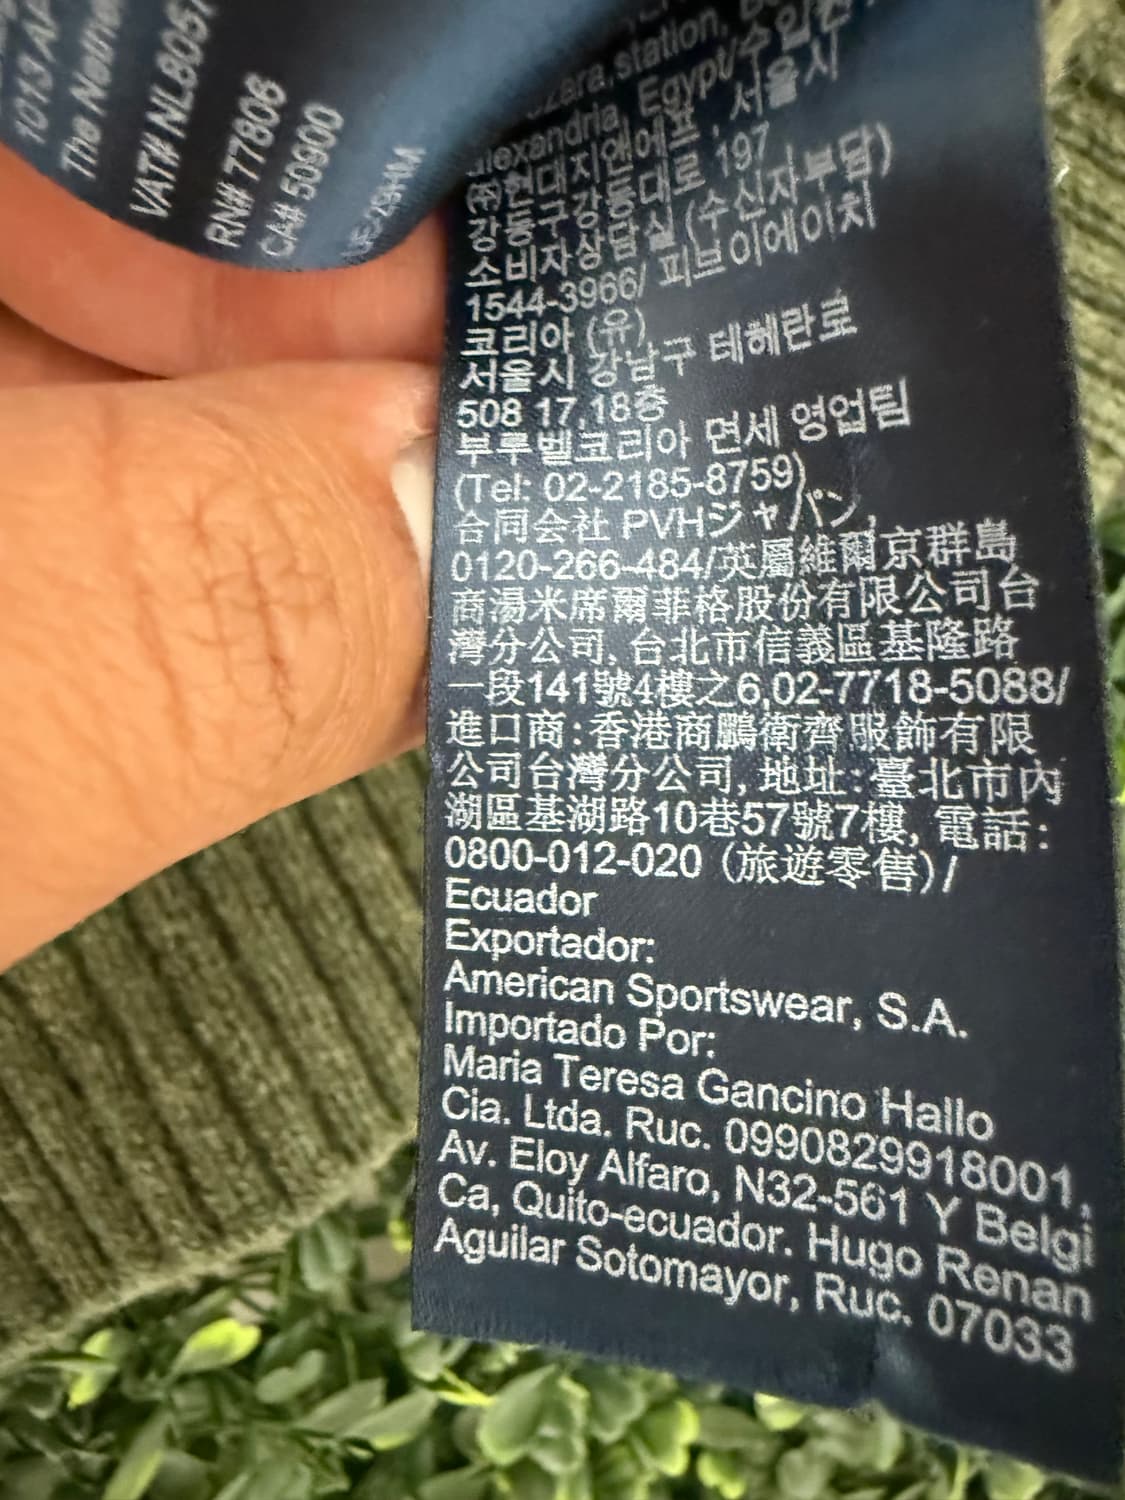 1013 AP
The Nether
VAT# NL8057
RN# 77806
CA# 50900
station,
alexandria, Egypt/수입원
(주)현대지앤에프, 서울시
강동구강동대로 197
소비자상담실(수신자부담)
1544-3966/ 피브이에이치
코리아 (유)
서울시 강남구 테헤란로
508 17,18층
부루벨코리아 면세 영업팀
(Tel: 02-2185-8759)
合同会社 PVHジャパン,
0120-266-484/英屬維爾京群島
商湯米席爾菲格股份有限公司台
灣分公司, 台北市信義區基隆路
一段141號4樓之6,02-7718-5088/
進口商:香港商鵬衛齊服飾有限
公司台灣分公司, 地址:臺北市內
湖區基湖路10巷57號7樓, 電話:
0800-012-020 (旅遊零售)/
Ecuador
Exportador:
American Sportswear, S.A.
Importado Por:
Maria Teresa Gancino Hallo
Cia. Ltda. Ruc. 0990829918001,
Av. Eloy Alfaro, N32-561 Y Belgi
Ca, Quito-ecuador. Hugo Renan
Aguilar Sotomayor, Ruc. 07033